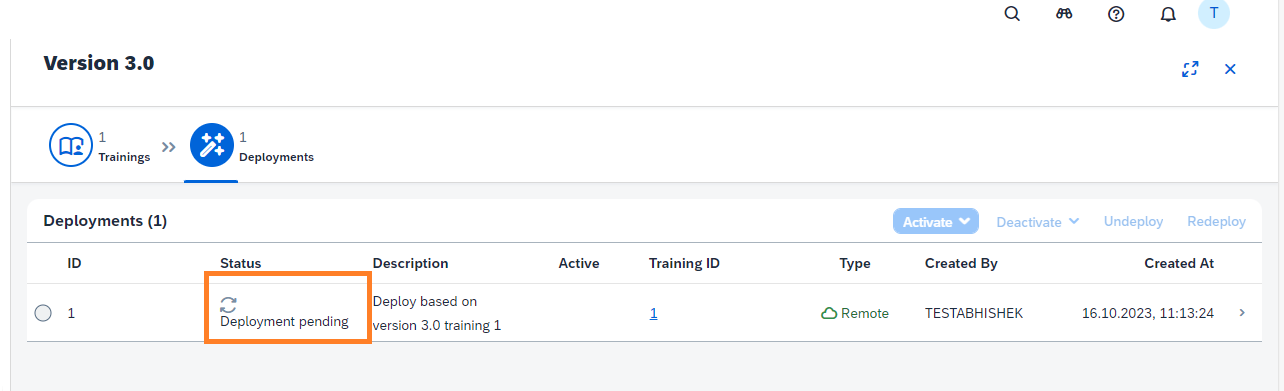 T
Version 3.0
1
Trainings
1
Deployments
Deployments (1)
Activate
Deactivate
Undeploy
Redeploy
ID
Status
Description
Active
Training ID
Type
Created By
Created At
1
Deployment pending
Deploy based on
version 3.0 training 1
1
Remote
TESTABHISHEK
16.10.2023, 11:13:24